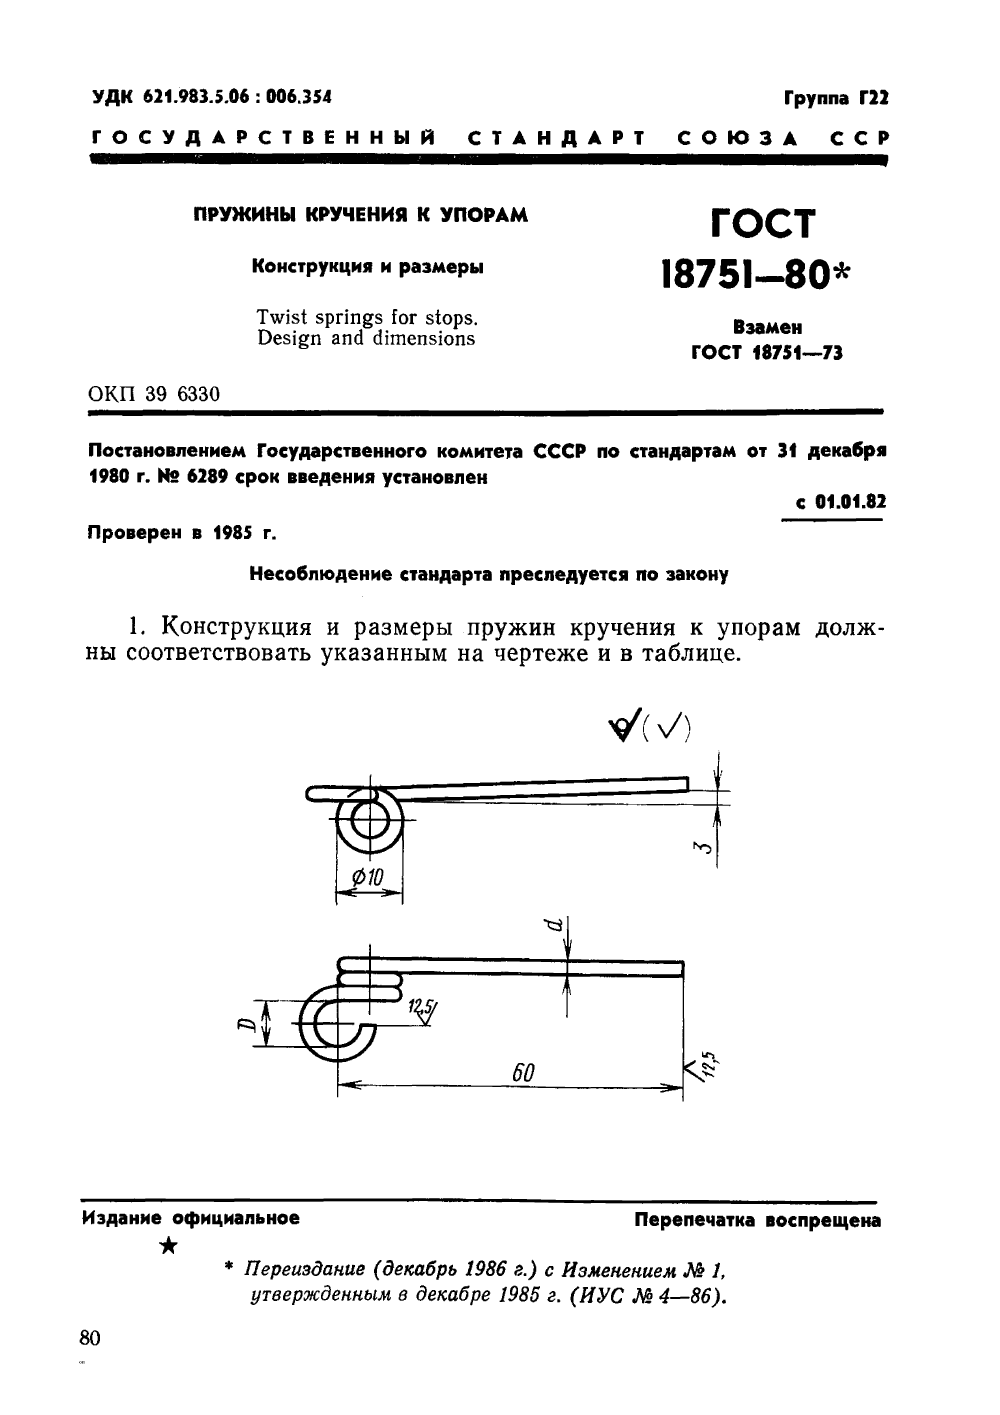 УДК 621.983.5.06 : 006.354
Группа Г22
ГОСУДАРСТВЕННЫЙ СТАНДАРТ СОЮЗА ССР
ПРУЖИНЫ КРУЧЕНИЯ К УПОРАМ
Конструкция и размеры
Twist springs for stops.
Design and dimensions
ГОСТ
18751—80*
Взамен
ГОСТ 18751—73
ОКП 39 6330
Постановлением Государственного комитета СССР по стандартам от 31 декабря
1980 г. № 6289 срок введения установлен
с 01.01.82
Проверен в 1985 г.
Несоблюдение стандарта преследуется по закону
1. Конструкция и размеры пружин кручения к упорам долж-
ны соответствовать указанным на чертеже и в таблице.
3
Ф10
d
D
12,5
60
12,5
Издание официальное
Перепечатка воспрещена
* Переиздание (декабрь 1986 г.) с Изменением № 1,
утвержденным в декабре 1985 г. (ИУС № 4—86).
80